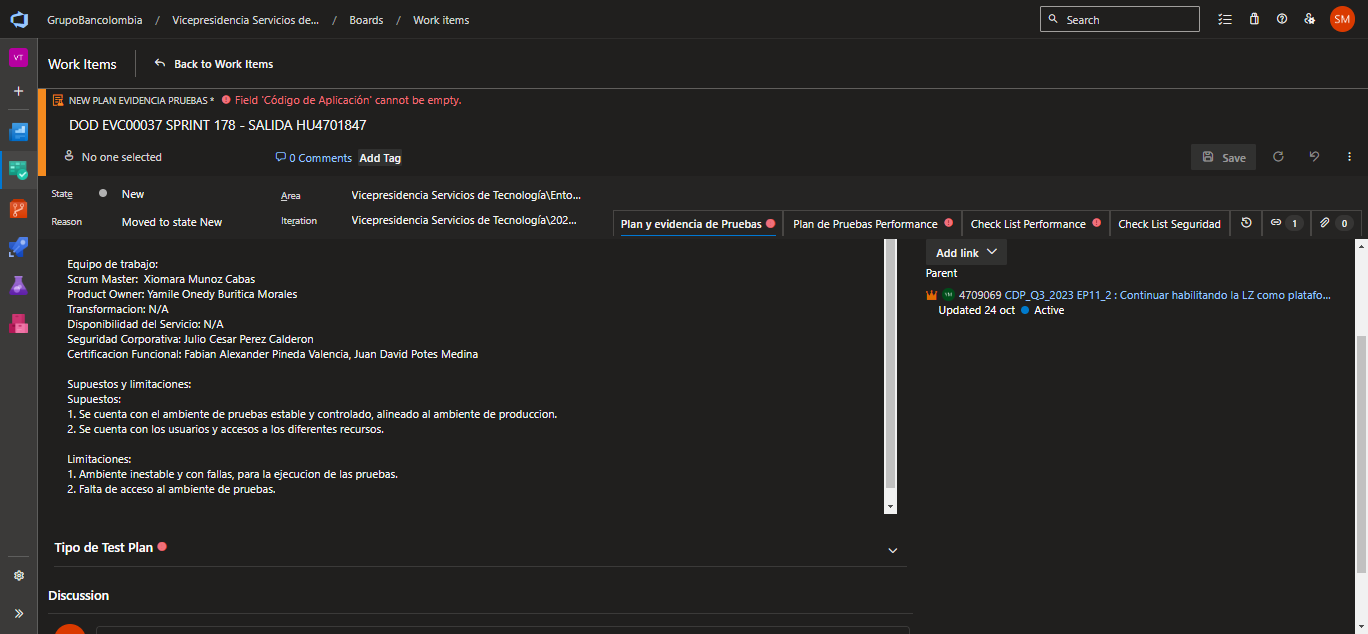 GrupoBancolombia / Vicepresidencia Servicios de... / Boards / Work items
Search
SM
VT
Work Items
Back to Work Items
NEW PLAN EVIDENCIA PRUEBAS * Field 'Código de Aplicación' cannot be empty.
DOD EVC00037 SPRINT 178 - SALIDA HU4701847
No one selected
0 Comments
Add Tag
Save
State
New
Area
Vicepresidencia Servicios de Tecnología\Ento...
Reason
Moved to state New
Iteration
Vicepresidencia Servicios de Tecnología\202...
Plan y evidencia de Pruebas
Plan de Pruebas Performance
Check List Performance
Check List Seguridad
1
0
Equipo de trabajo:
Scrum Master: Xiomara Munoz Cabas
Product Owner: Yamile Onedy Buritica Morales
Transformacion: N/A
Disponibilidad del Servicio: N/A
Seguridad Corporativa: Julio Cesar Perez Calderon
Certificacion Funcional: Fabian Alexander Pineda Valencia, Juan David Potes Medina
Supuestos y limitaciones:
Supuestos:
1. Se cuenta con el ambiente de pruebas estable y controlado, alineado al ambiente de produccion.
2. Se cuenta con los usuarios y accesos a los diferentes recursos.
Limitaciones:
1. Ambiente inestable y con fallas, para la ejecucion de las pruebas.
2. Falta de acceso al ambiente de pruebas.
Tipo de Test Plan
Discussion
Add link
Parent
4709069 CDP_Q3_2023 EP11_2 : Continuar habilitando la LZ como platafo...
Updated 24 oct Active